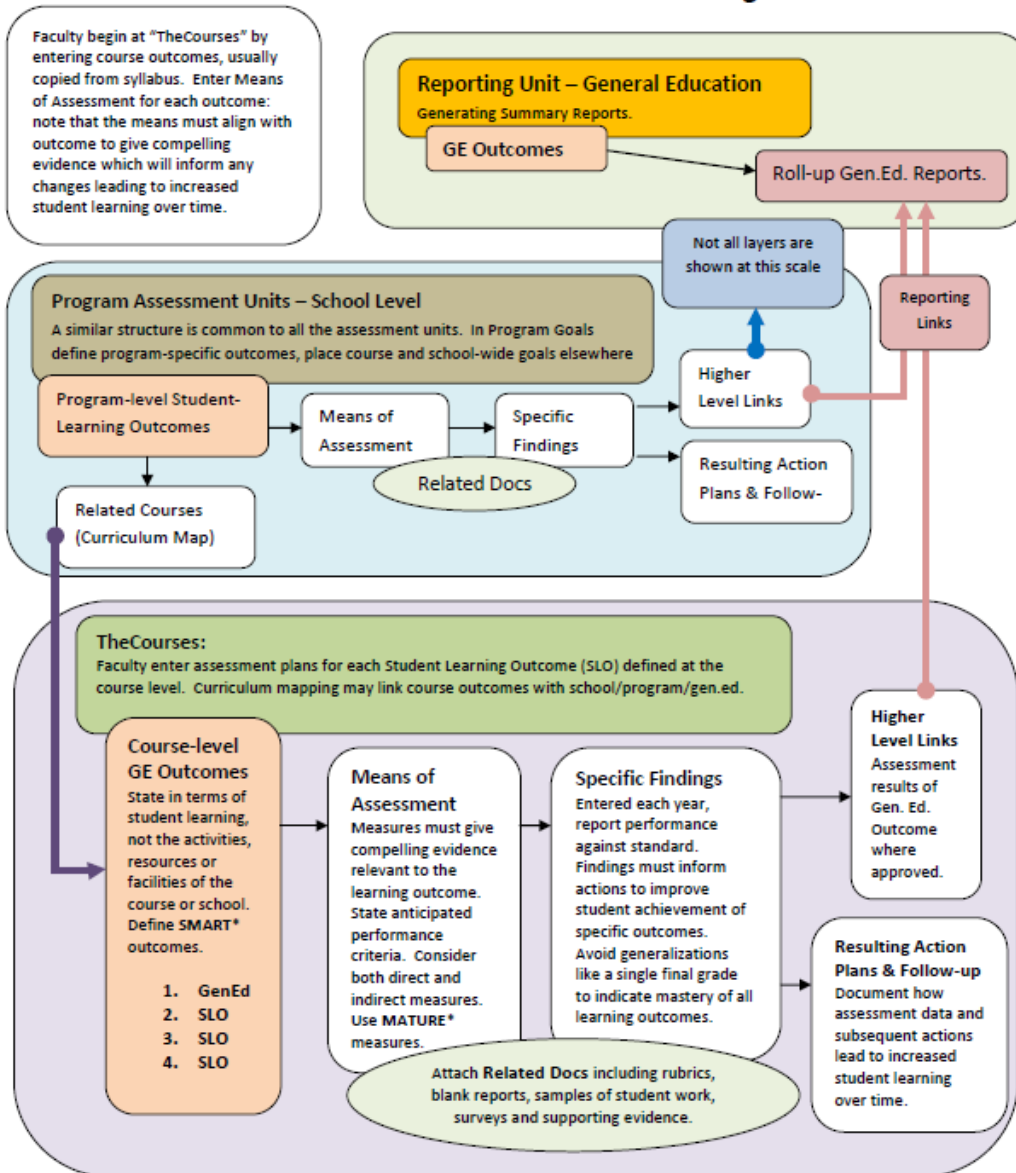 Faculty begin at “TheCourses” by
entering course outcomes, usually
copied from syllabus.  Enter Means
of Assessment for each outcome:
note that the means must align with
outcome to give compelling
evidence which will inform any
changes leading to increased
student learning over time.
Reporting Unit – General Education
Generating Summary Reports.
GE Outcomes
Roll-up Gen.Ed. Reports.
Not all layers are
shown at this scale
Reporting
Links
Program Assessment Units – School Level
A similar structure is common to all the assessment units.  In Program Goals
define program-specific outcomes, place course and school-wide goals elsewhere
Program-level Student-
Learning Outcomes
Means of
Assessment
Specific
Findings
Higher
Level Links
Related Docs
Resulting Action
Plans & Follow-
Related Courses
(Curriculum Map)
TheCourses:
Faculty enter assessment plans for each Student Learning Outcome (SLO) defined at the
course level.  Curriculum mapping may link course outcomes with school/program/gen.ed.
Course-level
GE Outcomes
State in terms of
student learning,
not the activities,
resources or
facilities of the
course or school.
Define SMART*
outcomes.
1. GenEd
2. SLO
3. SLO
4. SLO
Means of
Assessment
Measures must give
compelling evidence
relevant to the
learning outcome.
State anticipated
performance
criteria.  Consider
both direct and
indirect measures.
Use MATURE*
measures.
Specific Findings
Entered each year,
report performance
against standard.
Findings must inform
actions to improve
student achievement of
specific outcomes.
Avoid generalizations
like a single final grade
to indicate mastery of all
learning outcomes.
Higher
Level Links
Assessment
results of
Gen. Ed.
Outcome
where
approved.
Resulting Action
Plans & Follow-up
Document how
assessment data and
subsequent actions
lead to increased
student learning
over time.
Attach Related Docs including rubrics,
blank reports, samples of student work,
surveys and supporting evidence.